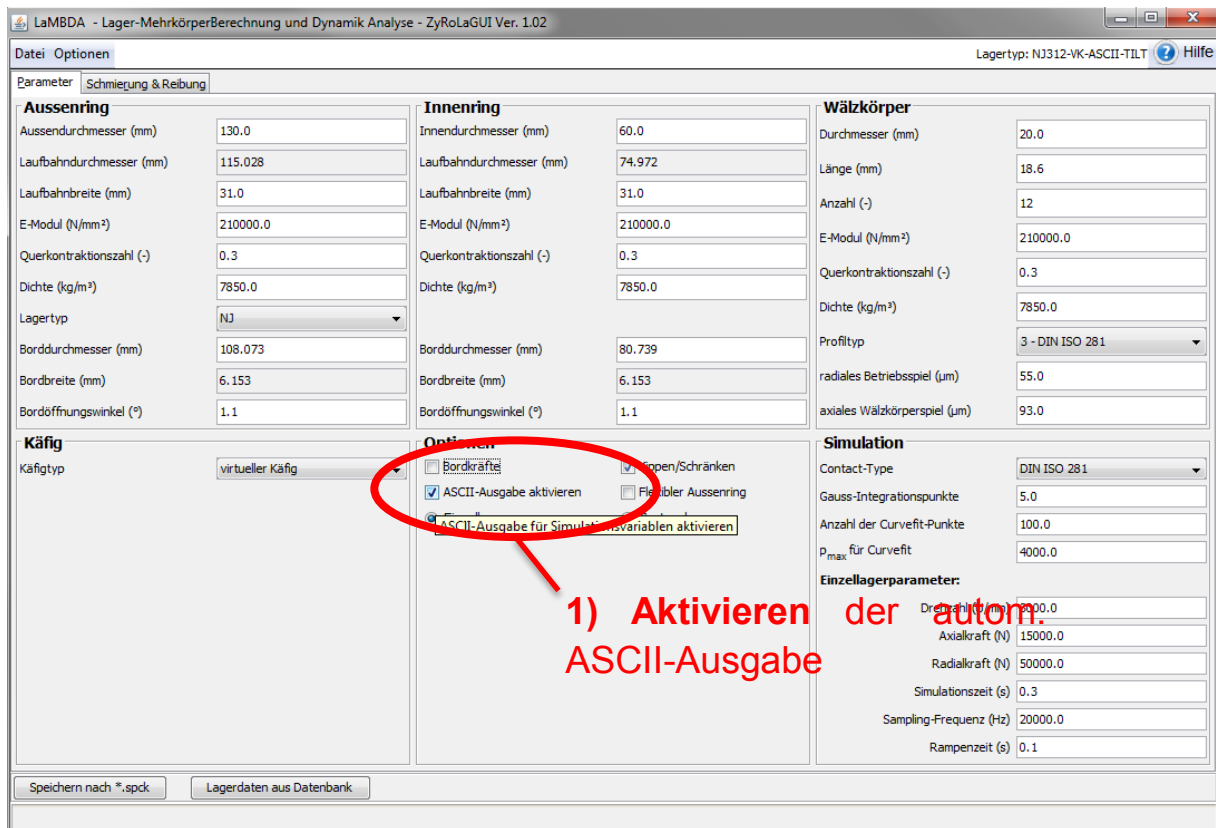 LaMBDA - Lager-MehrkörperBerechnung und Dynamik Analyse - ZyRoLaGUI Ver. 1.02
Datei Optionen
Lagertyp: NJ312-VK-ASCII-TILT ? Hilfe
Parameter Schmierung & Reibung
Aussenring
Aussendurchmesser (mm) 130.0
Laufbahndurchmesser (mm) 115.028
Laufbahnbreite (mm) 31.0
E-Modul (N/mm²) 210000.0
Querkontraktionszahl (-) 0.3
Dichte (kg/m³) 7850.0
Lagertyp NJ
Borddurchmesser (mm) 108.073
Bordbreite (mm) 6.153
Bordöffnungswinkel (°) 1.1
Innenring
Innendurchmesser (mm) 60.0
Laufbahndurchmesser (mm) 74.972
Laufbahnbreite (mm) 31.0
E-Modul (N/mm²) 210000.0
Querkontraktionszahl (-) 0.3
Dichte (kg/m³) 7850.0
Borddurchmesser (mm) 80.739
Bordbreite (mm) 6.153
Bordöffnungswinkel (°) 1.1
Wälzkörper
Durchmesser (mm) 20.0
Länge (mm) 18.6
Anzahl (-) 12
E-Modul (N/mm²) 210000.0
Querkontraktionszahl (-) 0.3
Dichte (kg/m³) 7850.0
Profiltyp 3 - DIN ISO 281
radiales Betriebsspiel (µm) 55.0
axiales Wälzkörperspiel (µm) 93.0
Käfig
Käfigtyp virtueller Käfig
Optionen
Bordkräfte
ASCII-Ausgabe aktivieren Flexibler Aussenring
ASCII-Ausgabe für Simulationsvariablen aktivieren
1) Aktivieren der autom.
ASCII-Ausgabe
Simulation
Contact-Type DIN ISO 281
Gauss-Integrationspunkte 5.0
Anzahl der Curvefit-Punkte 100.0
pmax für Curvefit 4000.0
Einzellagerparameter:
Axialkraft (N) 15000.0
Radialkraft (N) 50000.0
Simulationszeit (s) 0.3
Sampling-Frequenz (Hz) 20000.0
Rampenzeit (s) 0.1
Speichern nach *.spck Lagerdaten aus Datenbank